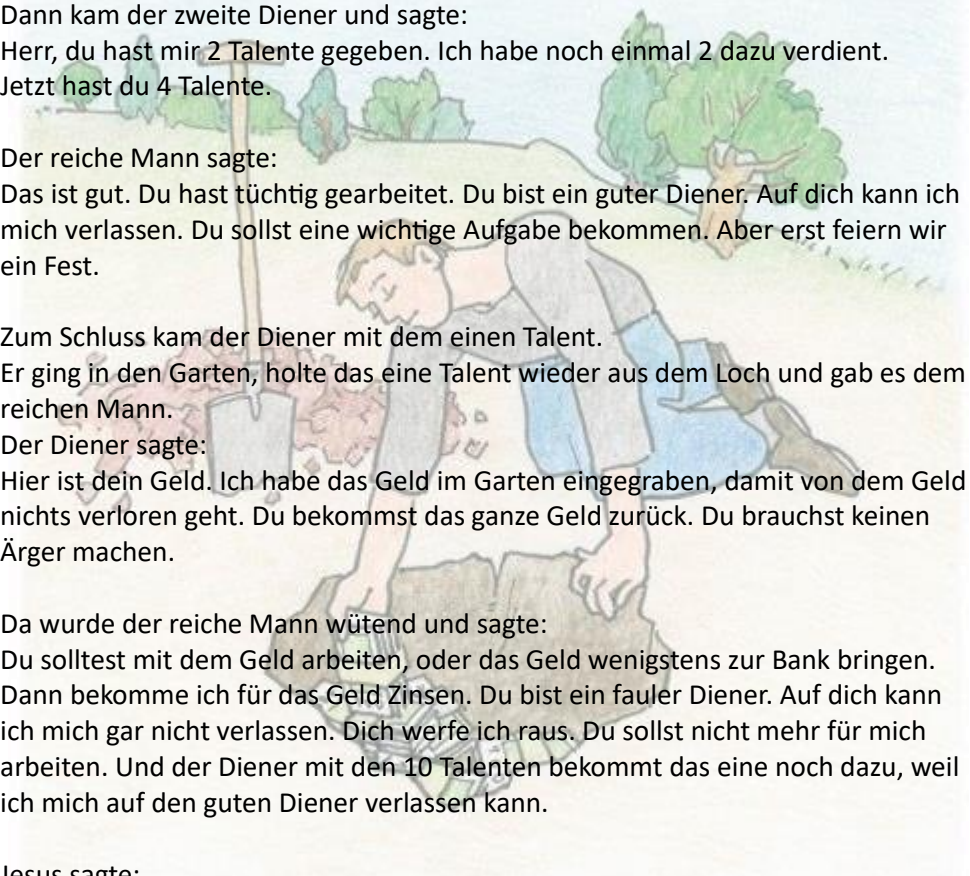 Dann kam der zweite Diener und sagte:
Herr, du hast mir 2 Talente gegeben. Ich habe noch einmal 2 dazu verdient.
Jetzt hast du 4 Talente.
Der reiche Mann sagte:
Das ist gut. Du hast tüchtig gearbeitet. Du bist ein guter Diener. Auf dich kann ich
mich verlassen. Du sollst eine wichtige Aufgabe bekommen. Aber erst feiern wir
ein Fest.
Zum Schluss kam der Diener mit dem einen Talent.
Er ging in den Garten, holte das eine Talent wieder aus dem Loch und gab es dem
reichen Mann.
Der Diener sagte:
Hier ist dein Geld. Ich habe das Geld im Garten eingegraben, damit von dem Geld
nichts verloren geht. Du bekommst das ganze Geld zurück. Du brauchst keinen
Ärger machen.
Da wurde der reiche Mann wütend und sagte:
Du solltest mit dem Geld arbeiten, oder das Geld wenigstens zur Bank bringen.
Dann bekomme ich für das Geld Zinsen. Du bist ein fauler Diener. Auf dich kann
ich mich gar nicht verlassen. Dich werfe ich raus. Du sollst nicht mehr für mich
arbeiten. Und der Diener mit den 10 Talenten bekommt das eine noch dazu, weil
ich mich auf den guten Diener verlassen kann.
Jesus sagte: